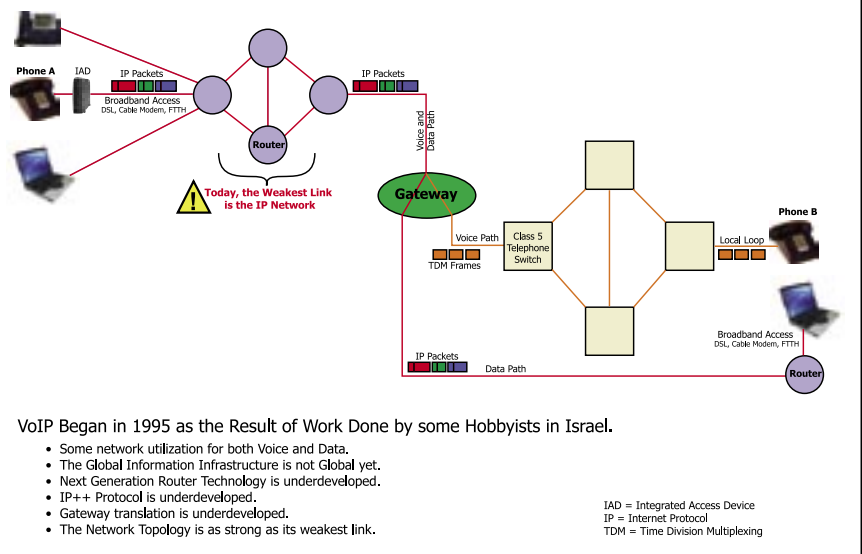 Phone A
IAD
IP Packets
Broadband Access
DSL, Cable Modem, FTTH
Router
IP Packets
Voice and
Data Path
!
Today, the Weakest Link
is the IP Network
Gateway
Voice Path
TDM Frames
Class 5
Telephone
Switch
Local Loop
Phone B
Broadband Access
DSL, Cable Modem, FTTH
Router
IP Packets
Data Path
VoIP Began in 1995 as the Result of Work Done by some Hobbyists in Israel.
• Some network utilization for both Voice and Data.
• The Global Information Infrastructure is not Global yet.
• Next Generation Router Technology is underdeveloped.
• IP++ Protocol is underdeveloped.
• Gateway translation is underdeveloped.
• The Network Topology is as strong as its weakest link.
IAD = Integrated Access Device
IP = Internet Protocol
TDM = Time Division Multiplexing